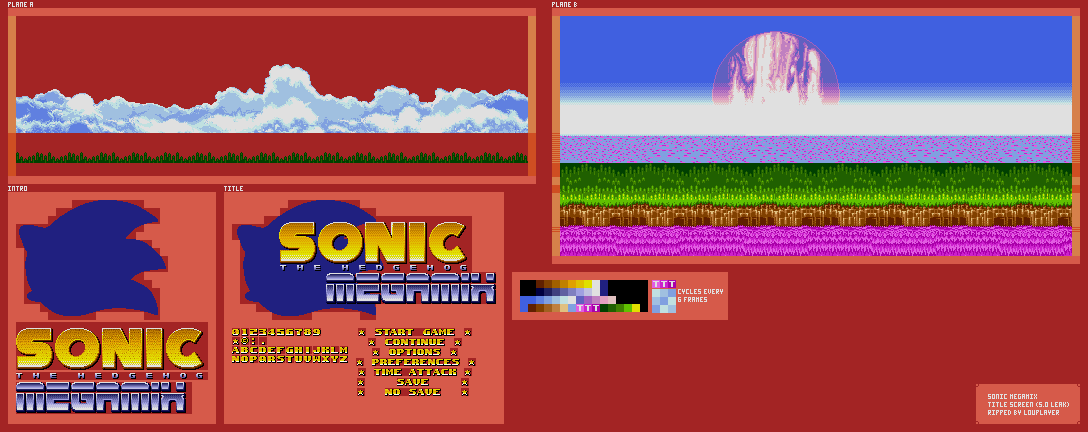 PLANE A
PLANE B
INTRO
TITLE
SONIC
THE HEDGEHOG
MEGAMIX
SONIC
THE HEDGEHOG
MEGAMIX
0123456789
★©:.
ABCDEFGHIJKLM
NOPQRSTUVWXYZ
★ START GAME ★
★ CONTINUE ★
★ OPTIONS ★
★ PREFERENCES ★
★ TIME ATTACK ★
★ SAVE ★
★ NO SAVE ★
TTT
CYCLES EVERY
6 FRAMES
TTT
SONIC MEGAMIX
TITLE SCREEN (5.0 LEAK)
RIPPED BY LOUPLAYER